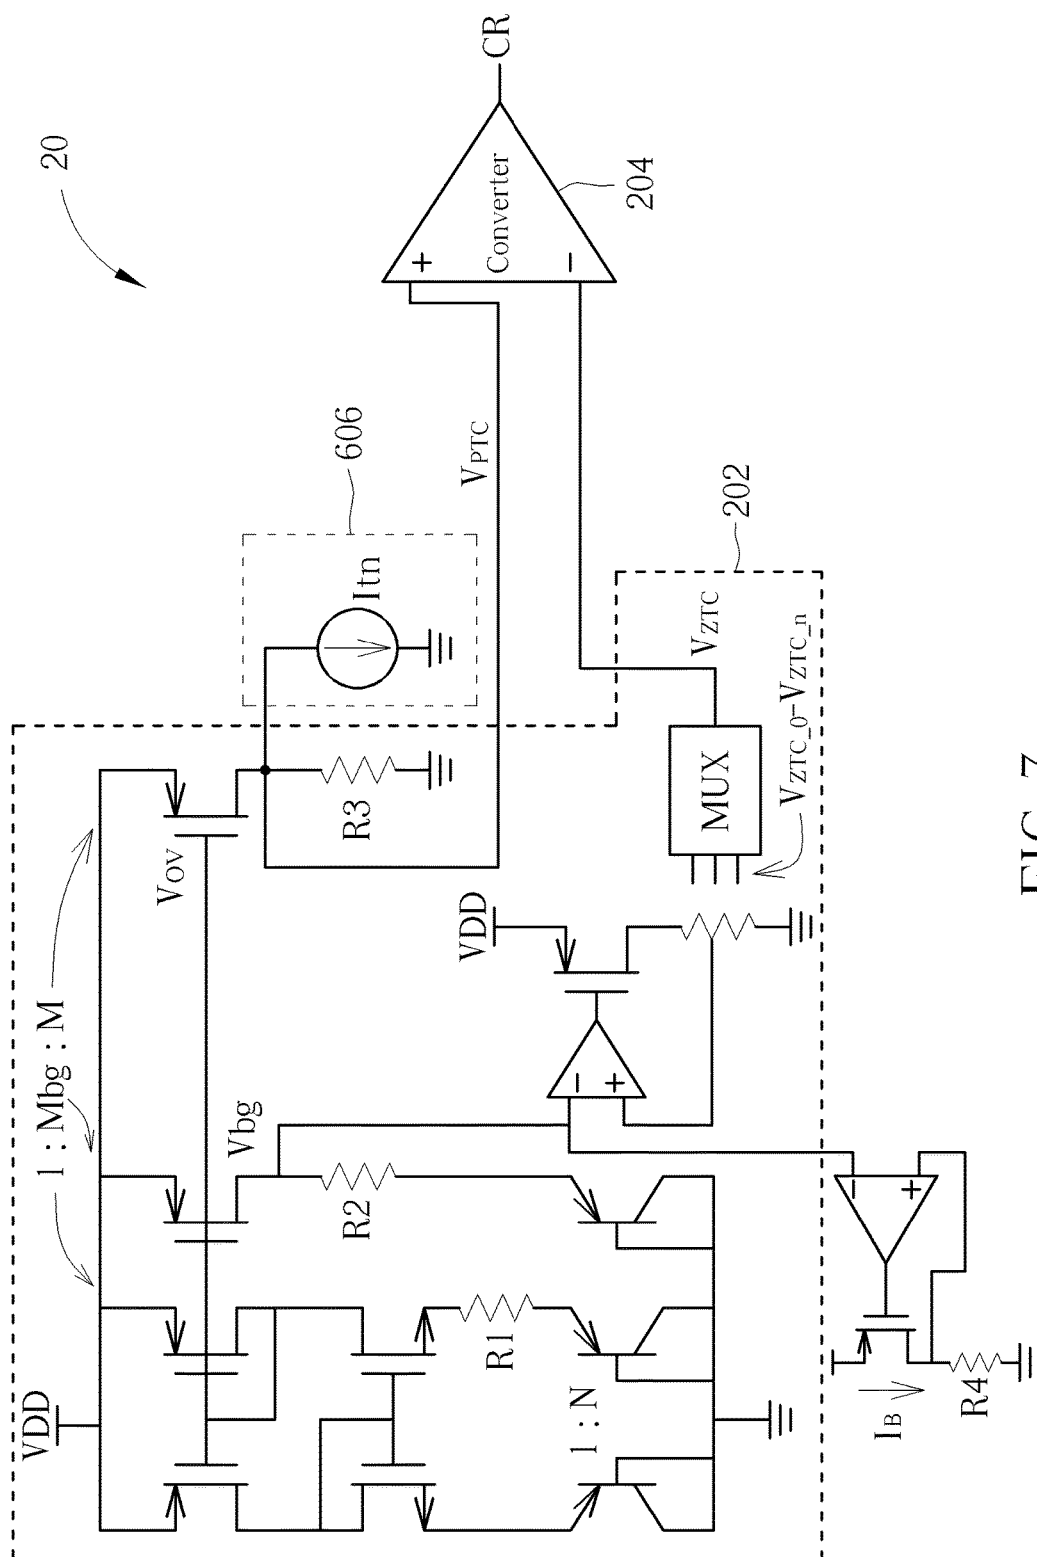 20
VDD
1 : Mbg : M
Vov
Vbg
R3
R2
R1
1 : N
VDD
606
Itn
VPTC
Converter
+
−
CR
204
202
VZTC
MUX
VZTC_0-VZTC_n
−
+
−
+
IB
R4
FIG. 7